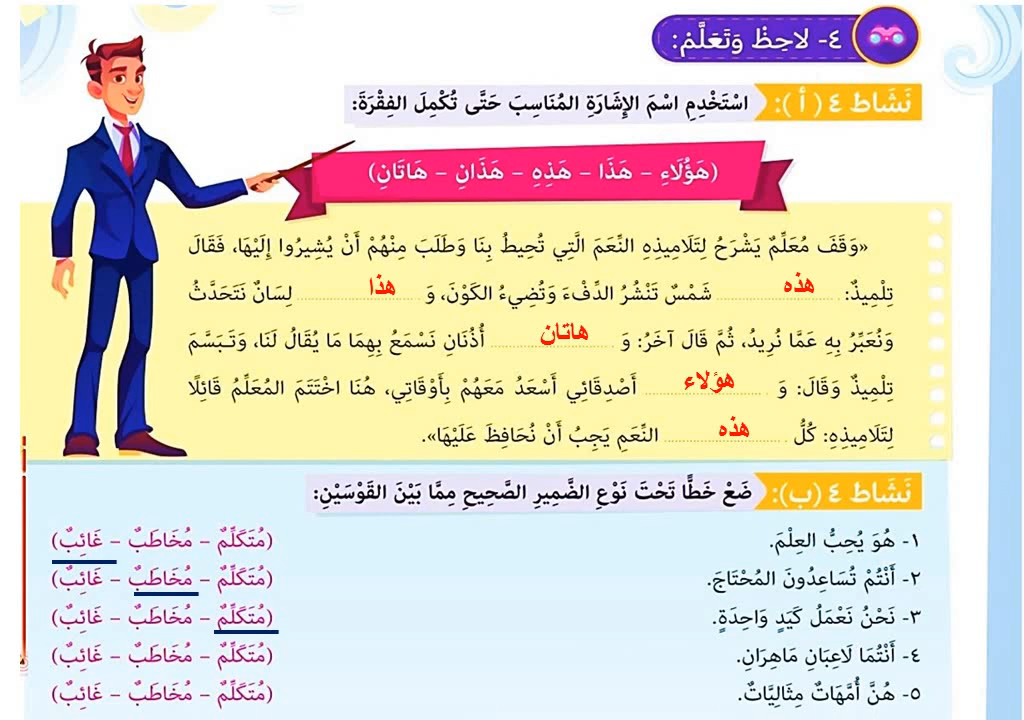 ٤- لاحِظْ وَتَعَلَّمْ:
نَشَاط ٤ (أ): اسْتَخْدِمِ اسْمَ الإِشَارَةِ المُنَاسِبَ حَتَّى تُكْمِلَ الفِقْرَةَ:
(هَؤُلَاءِ - هَذَا - هَذِهِ - هَذَانِ - هَاتَانِ)
«وَقَفَ مُعَلِّمٌ يَشْرَحُ لِتَلَامِيذِهِ النِّعَمَ الَّتِي تُحِيطُ بِنَا وَطَلَبَ مِنْهُمْ أَنْ يُشِيرُوا إِلَيْهَا، فَقَالَ
تِلْمِيذٌ: هذه شَمْسٌ تَنْشُرُ الدِّفْءَ وَتُضِيءُ الكَوْنَ، وَ هذا لِسَانٌ نَتَحَدَّثُ
وَنُعَبِّرُ بِهِ عَمَّا نُرِيدُ، ثُمَّ قَالَ آخَرُ: وَ هاتان أُذُنَانِ نَسْمَعُ بِهِمَا مَا يُقَالُ لَنَا، وَتَبَسَّمَ
تِلْمِيذٌ وَقَالَ: وَ هؤلاء أَصْدِقَائِي أَسْعَدُ مَعَهُمْ بِأَوْقَاتِي، هُنَا اخْتَتَمَ المُعَلِّمُ قَائِلًا
لِتَلَامِيذِهِ: كُلُّ هذه النِّعَمِ يَجِبُ أَنْ نُحَافِظَ عَلَيْهَا».
نَشَاط ٤ (ب): ضَعْ خَطًّا تَحْتَ نَوْعِ الضَّمِيرِ الصَّحِيحِ مِمَّا بَيْنَ القَوْسَيْنِ:
١- هُوَ يُحِبُّ العِلْمَ. (مُتَكَلِّمٌ - مُخَاطَبٌ - غَائِبٌ)
٢- أَنْتُمْ تُسَاعِدُونَ المُحْتَاجَ. (مُتَكَلِّمٌ - مُخَاطَبٌ - غَائِبٌ)
٣- نَحْنُ نَعْمَلُ كَيَدٍ وَاحِدَةٍ. (مُتَكَلِّمٌ - مُخَاطَبٌ - غَائِبٌ)
٤- أَنْتُمَا لَاعِبَانِ مَاهِرَانِ. (مُتَكَلِّمٌ - مُخَاطَبٌ - غَائِبٌ)
٥- هُنَّ أُمَّهَاتٌ مِثَالِيَّاتٌ. (مُتَكَلِّمٌ - مُخَاطَبٌ - غَائِبٌ)